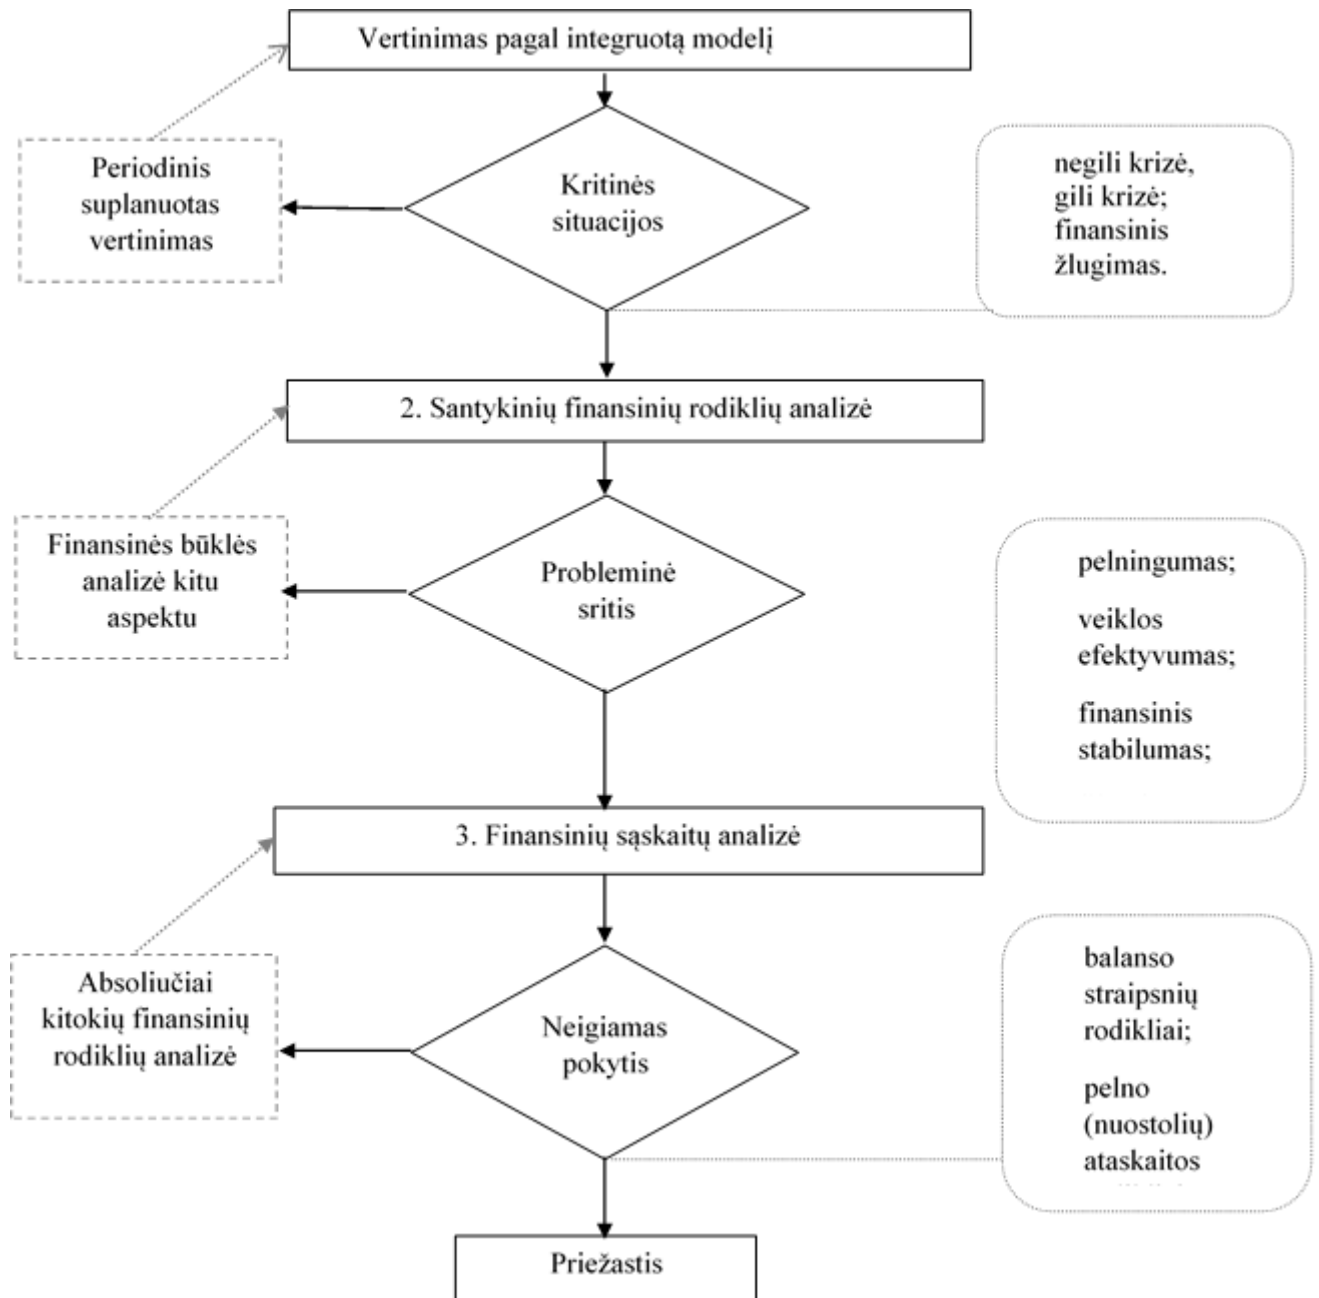 Vertinimas pagal integruotą modelį
Periodinis
suplanuotas
vertinimas
Kritinės
situacijos
negili krizė,
gili krizė;
finansinis
žlugimas.
2. Santykinių finansinių rodiklių analizė
Finansinės būklės
analizė kitu
aspektu
Probleminė
sritis
pelningumas;
veiklos
efektyvumas;
finansinis
stabilumas;
3. Finansinių sąskaitų analizė
Absoliučiai
kitokių finansinių
rodiklių analizė
Neigiamas
pokytis
balanso
straipsnių
rodikliai;
pelno
(nuostolių)
ataskaitos
Priežastis